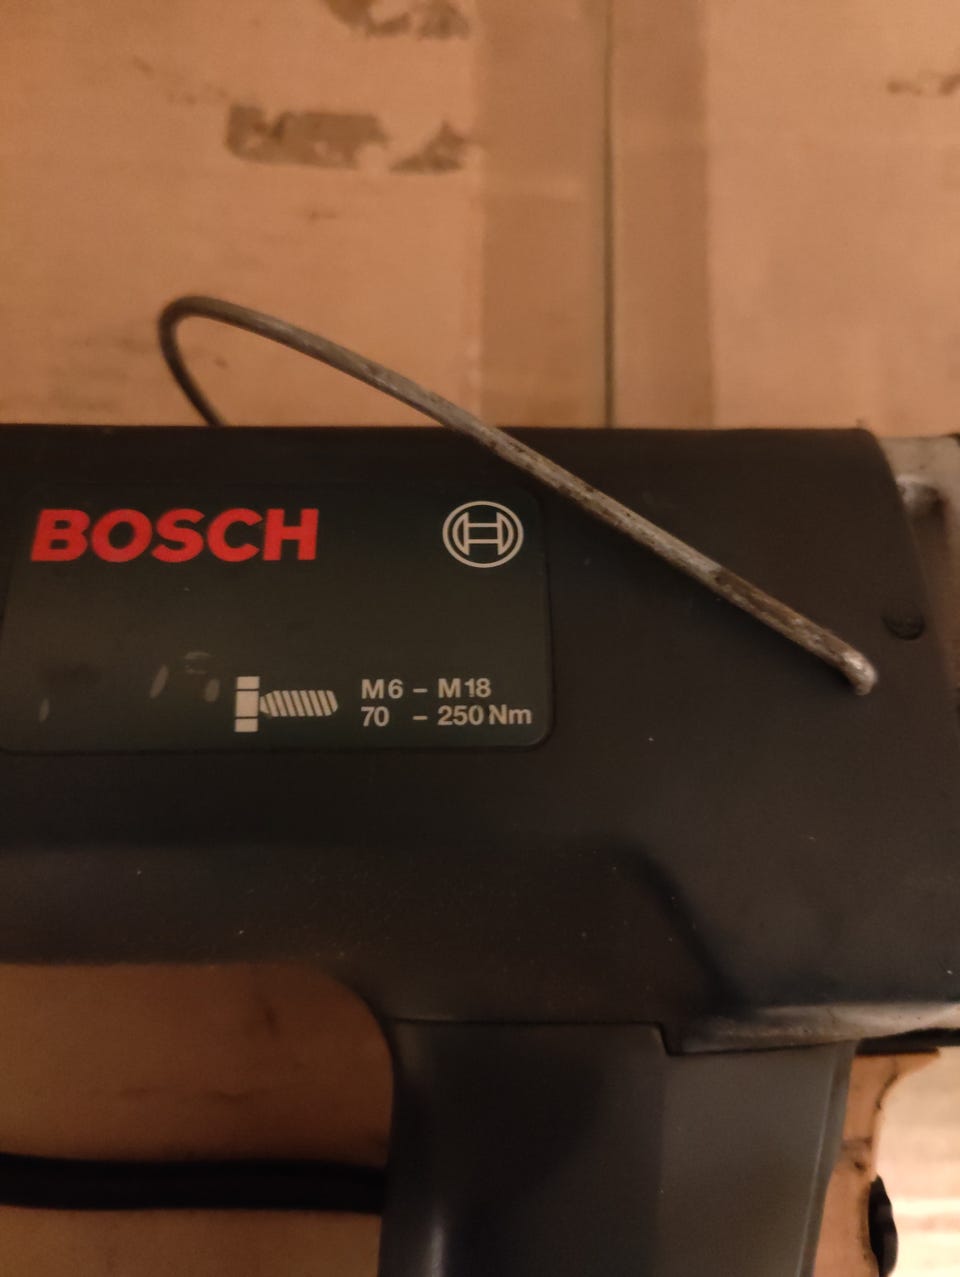 BOSCH
M6 – M18
70 – 250 Nm